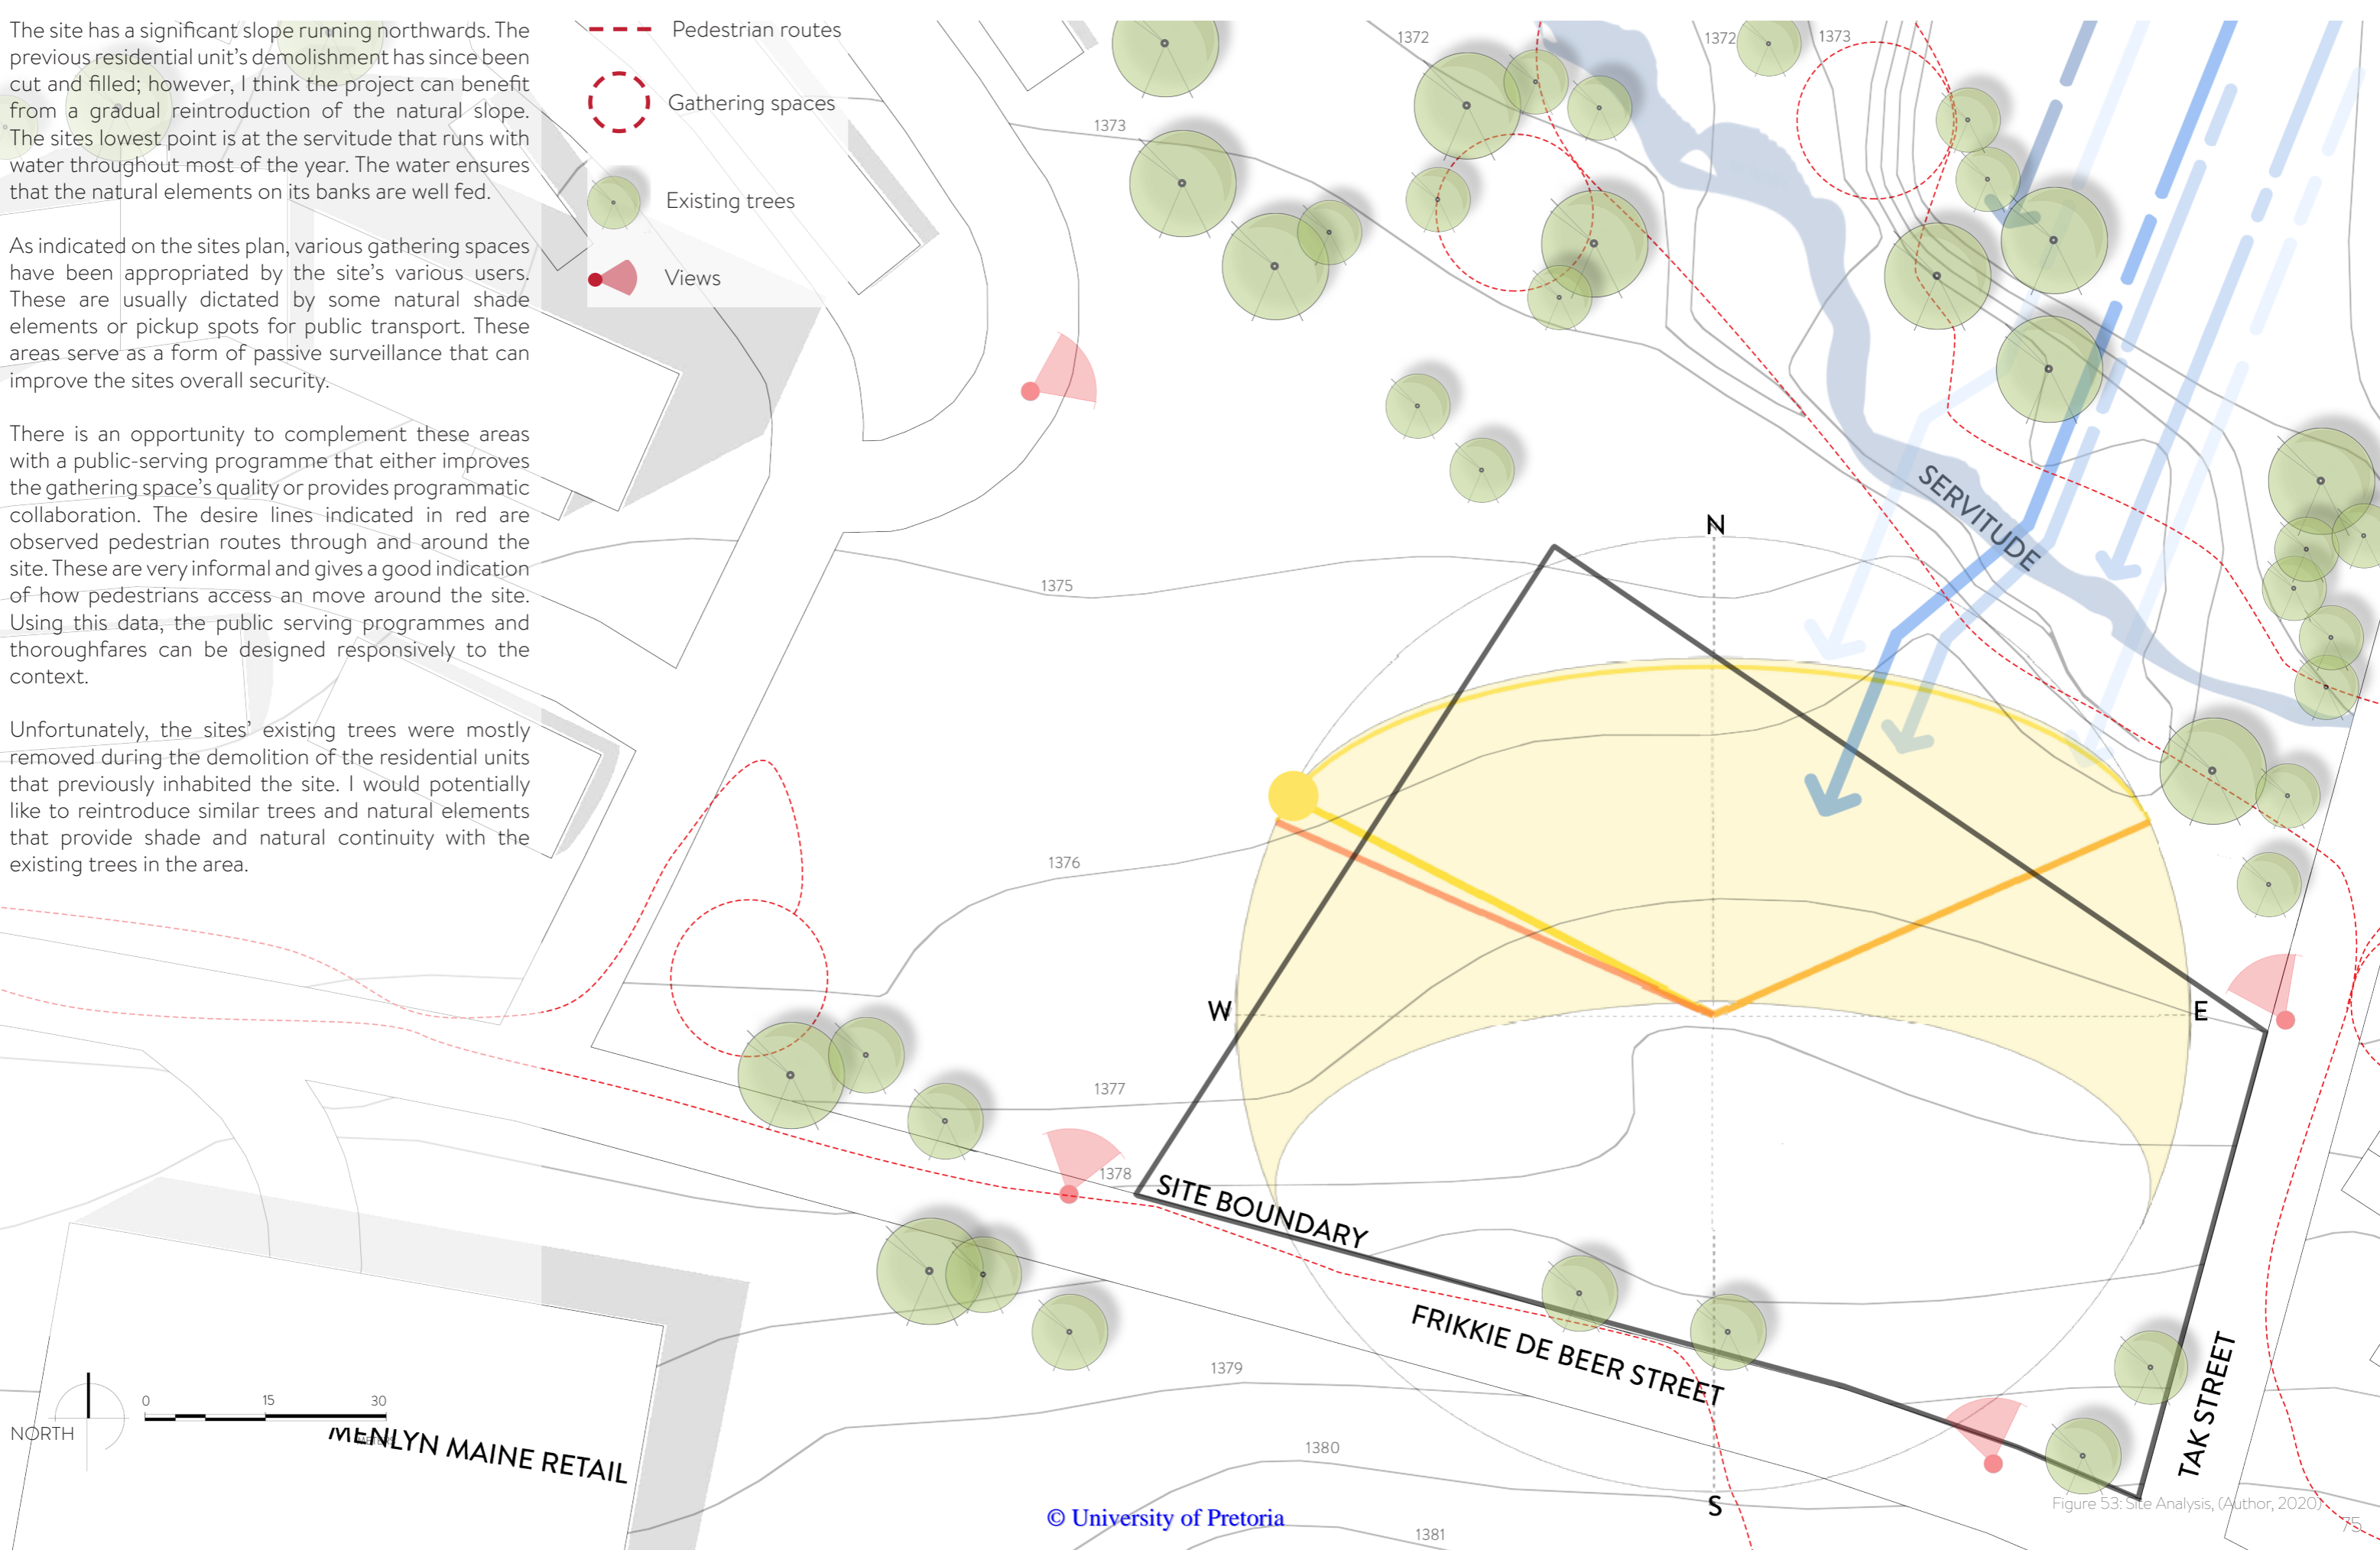 The site has a significant slope running northwards. The
previous residential unit's demolishment has since been
cut and filled; however, I think the project can benefit
from a gradual reintroduction of the natural slope.
The sites lowest point is at the servitude that runs with
water throughout most of the year. The water ensures
that the natural elements on its banks are well fed.
As indicated on the sites plan, various gathering spaces
have been appropriated by the site's various users.
These are usually dictated by some natural shade
elements or pickup spots for public transport. These
areas serve as a form of passive surveillance that can
improve the sites overall security.
There is an opportunity to complement these areas
with a public-serving programme that either improves
the gathering space's quality or provides programmatic
collaboration. The desire lines indicated in red are
observed pedestrian routes through and around the
site. These are very informal and gives a good indication
of how pedestrians access an move around the site.
Using this data, the public serving programmes and
thoroughfares can be designed responsively to the
context.
Unfortunately, the sites' existing trees were mostly
removed during the demolition of the residential units
that previously inhabited the site. I would potentially
like to reintroduce similar trees and natural elements
that provide shade and natural continuity with the
existing trees in the area.
Pedestrian routes
Gathering spaces
Existing trees
Views
1372
1372
1373
1373
SERVITUDE
N
1375
1376
W
E
1377
1378
SITE BOUNDARY
FRIKKIE DE BEER STREET
TAK STREET
1379
1380
1381
S
0
15
30
METERS
NORTH
MENLYN MAINE RETAIL
© University of Pretoria
Figure 53: Site Analysis, (Author, 2020)
75